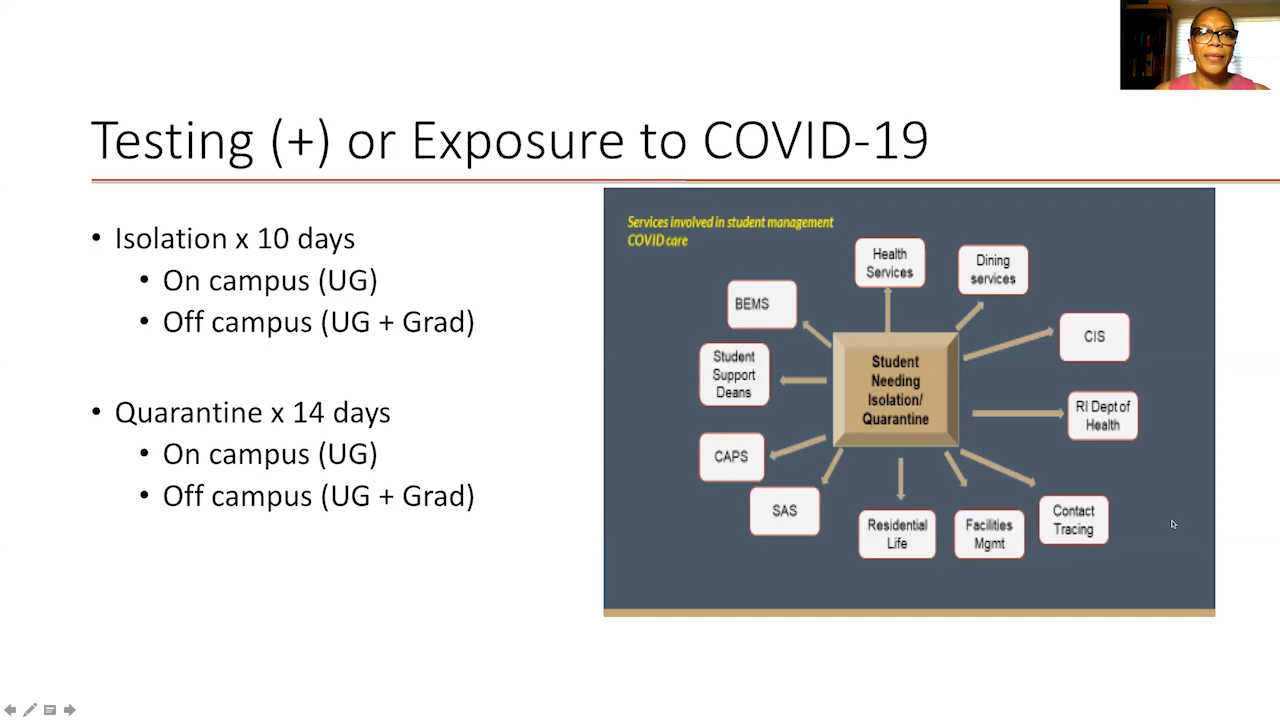 Testing (+) or Exposure to COVID-19
• Isolation x 10 days
• On campus (UG)
• Off campus (UG + Grad)
• Quarantine x 14 days
• On campus (UG)
• Off campus (UG + Grad)
Services involved in student management
COVID care
Health
Services
Dining
services
BEMS
CIS
Student
Support
Deans
Student
Needing
Isolation/
Quarantine
RI Dept of
Health
CAPS
SAS
Residential
Life
Facilities
Mgmt
Contact
Tracing